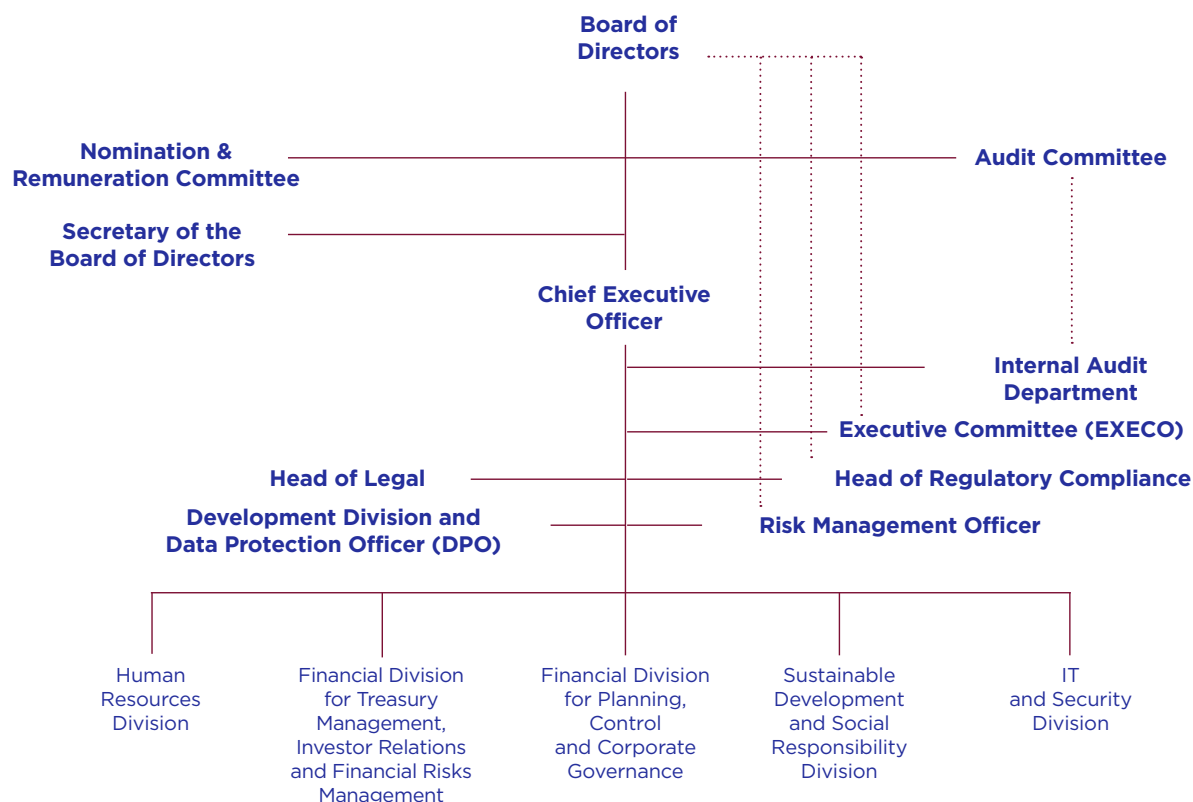 Board of
Directors
Nomination &
Remuneration Committee
Audit Committee
Secretary of the
Board of Directors
Chief Executive
Officer
Internal Audit
Department
Executive Committee (EXECO)
Head of Legal
Head of Regulatory Compliance
Development Division and
Data Protection Officer (DPO)
Risk Management Officer
Human
Resources
Division
Financial Division
for Treasury
Management,
Investor Relations
and Financial Risks
Management
Financial Division
for Planning,
Control
and Corporate
Governance
Sustainable
Development
and Social
Responsibility
Division
IT
and Security
Division